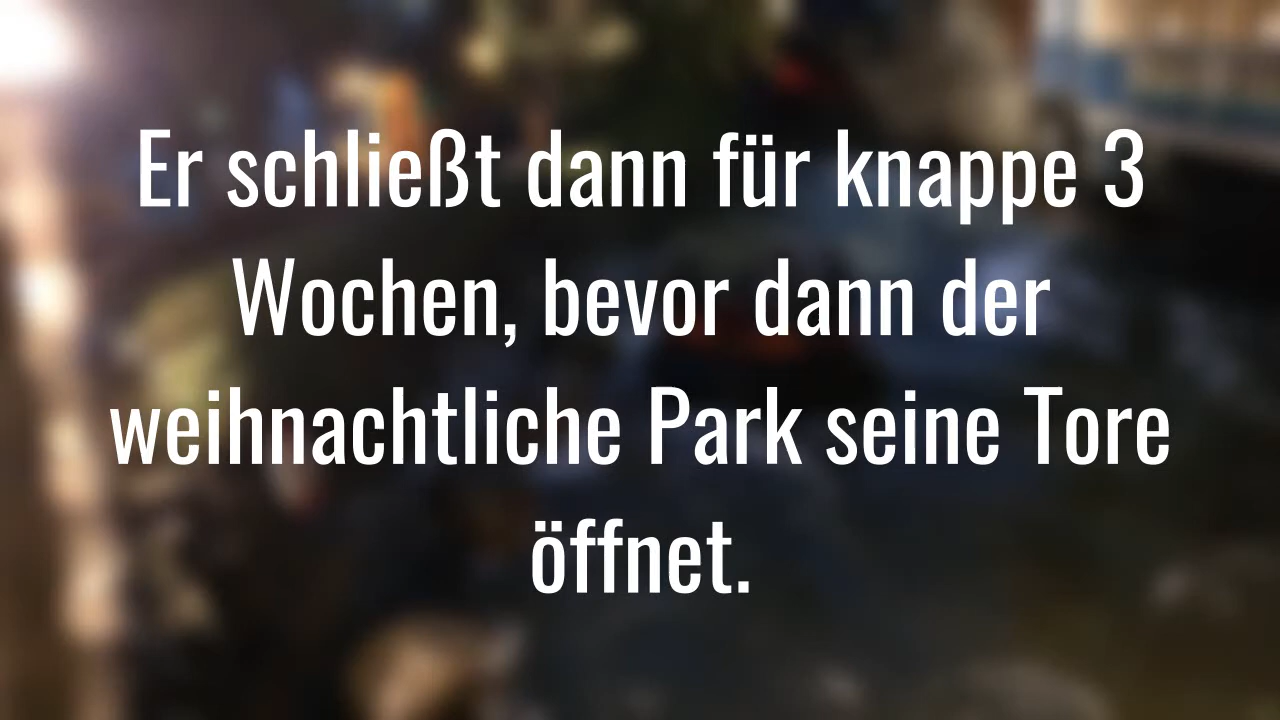 Er schließt dann für knappe 3
Wochen, bevor dann der
weihnachtliche Park seine Tore
öffnet.